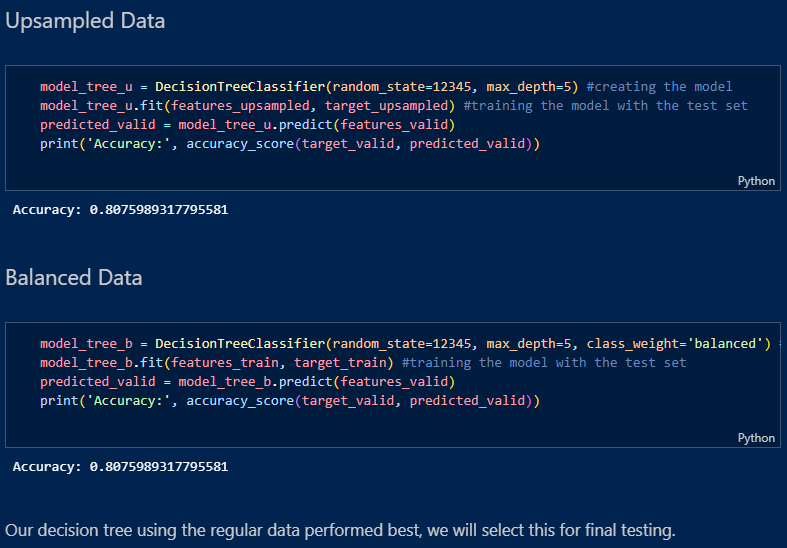 Upsampled Data
model_tree_u = DecisionTreeClassifier(random_state=12345, max_depth=5) #creating the model
model_tree_u.fit(features_upsampled, target_upsampled) #training the model with the test set
predicted_valid = model_tree_u.predict(features_valid)
print('Accuracy:', accuracy_score(target_valid, predicted_valid))
Python
Accuracy: 0.8075989317795581
Balanced Data
model_tree_b = DecisionTreeClassifier(random_state=12345, max_depth=5, class_weight='balanced')
model_tree_b.fit(features_train, target_train) #training the model with the test set
predicted_valid = model_tree_b.predict(features_valid)
print('Accuracy:', accuracy_score(target_valid, predicted_valid))
Python
Accuracy: 0.8075989317795581
Our decision tree using the regular data performed best, we will select this for final testing.